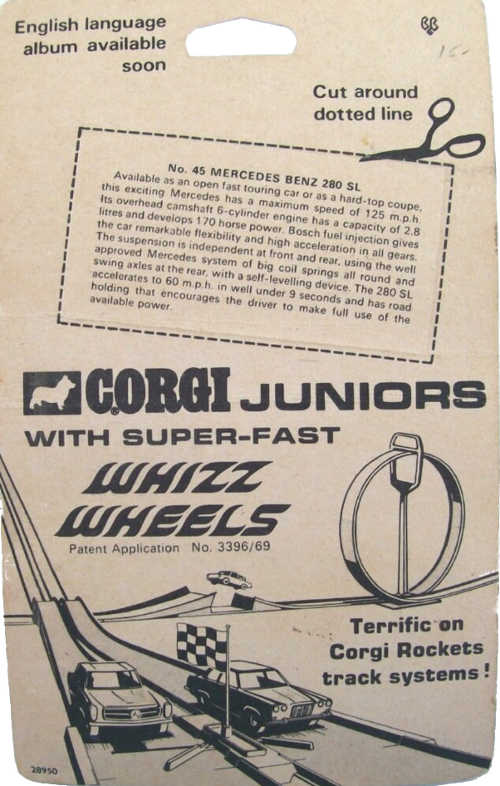 English language
album available
soon
15-
Cut around
dotted line
No. 45 MERCEDES BENZ 280 SL
Available as an open fast touring car or as a hard-top coupe,
this exciting Mercedes has a maximum speed of 125 m.p.h.
Its overhead camshaft 6-cylinder engine has a capacity of 2.8
litres and develops 170 horse power. Bosch fuel injection gives
the car remarkable flexibility and high acceleration in all gears.
The suspension is independent at front and rear, using the well
approved Mercedes system of big coil springs all round and
swing axles at the rear, with a self-levelling device. The 280 SL
accelerates to 60 m.p.h. in well under 9 seconds and has road
holding that encourages the driver to make full use of the
available power.
CORGI JUNIORS
WITH SUPER-FAST
WHIZZ
WHEELS
Patent Application No. 3396/69
Terrific on
Corgi Rockets
track systems!
28950